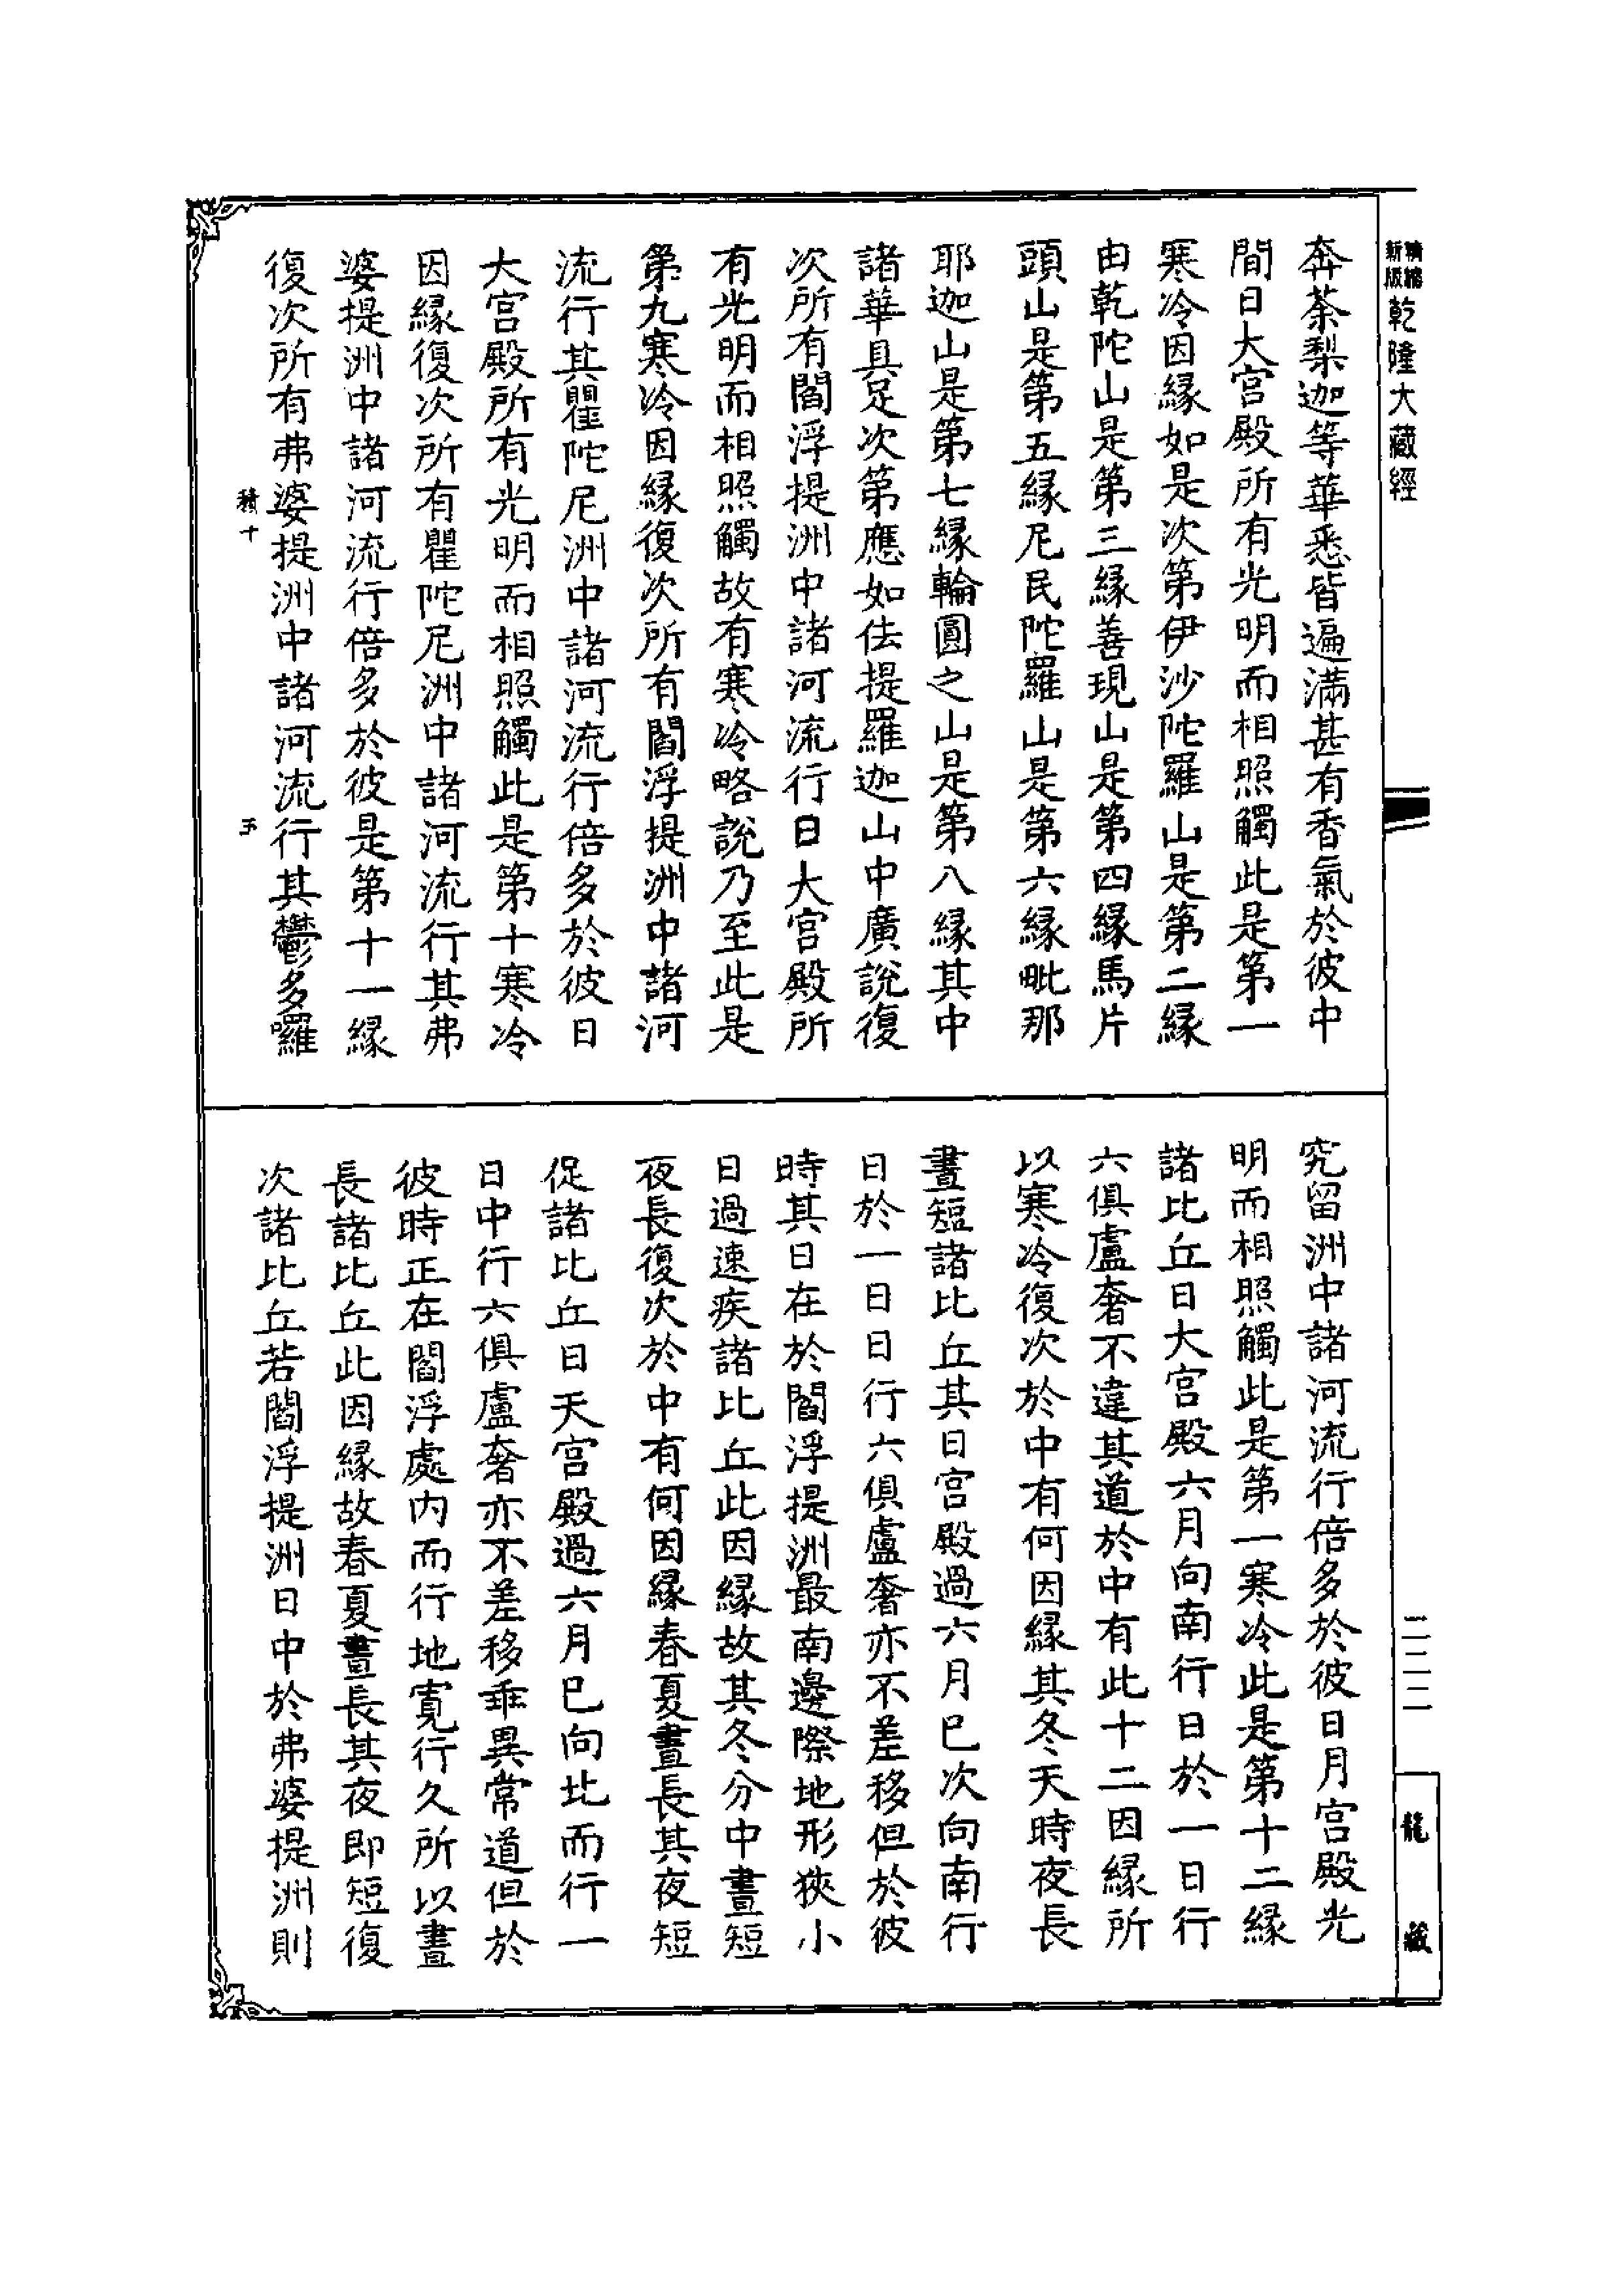 精縮新版乾隆大藏經
奔茶梨迦等華悉皆遍滿甚有香氣於彼中
間日大宮殿所有光明而相照觸此是第一
寒冷因緣如是次第伊沙陀羅山是第二緣
由乾陀山是第三緣善現山是第四緣馬片
頭山是第五緣尼民陀羅山是第六緣毗那
耶迦山是第七緣輪圓之山是第八緣其中
諸華具足次第應如佉提羅迦山中廣說復
次所有閻浮提洲中諸河流行日大宮殿所
有光明而相照觸故有寒冷略說乃至此是
第九寒冷因緣復次所有閻浮提洲中諸河
流行其瞿陀尼洲中諸河流行倍多於彼日
大宮殿所有光明而相照觸此是第十寒冷
因緣復次所有瞿陀尼洲中諸河流行其弗
婆提洲中諸河流行倍多於彼是第十一緣
復次所有弗婆提洲中諸河流行其鬱多囉
積十
究留洲中諸河流行倍多於彼日月宮殿光
明而相照觸此是第一寒冷此是第十二緣
諸比丘日大宮殿六月向南行日於一日行
六俱盧奢不違其道於中有此十二因緣所
以寒冷復次於中有何因緣其冬天時夜長
晝短諸比丘其日宮殿過六月已次向南行
日於一日日行六俱盧奢亦不差移但於彼
時其日在於閻浮提洲最南邊際地形狹小
日過速疾諸比丘此因緣故其冬分中晝短
夜長復次於中有何因緣春夏晝長其夜短
促諸比丘日天宮殿過六月已向北而行一
日中行六俱盧奢亦不差移乖異常道但於
彼時正在閻浮處內而行地寬行久所以晝
長諸比丘此因緣故春夏晝長其夜即短復
次諸比丘若閻浮提洲日中於弗婆提洲則
二二二
龍藏